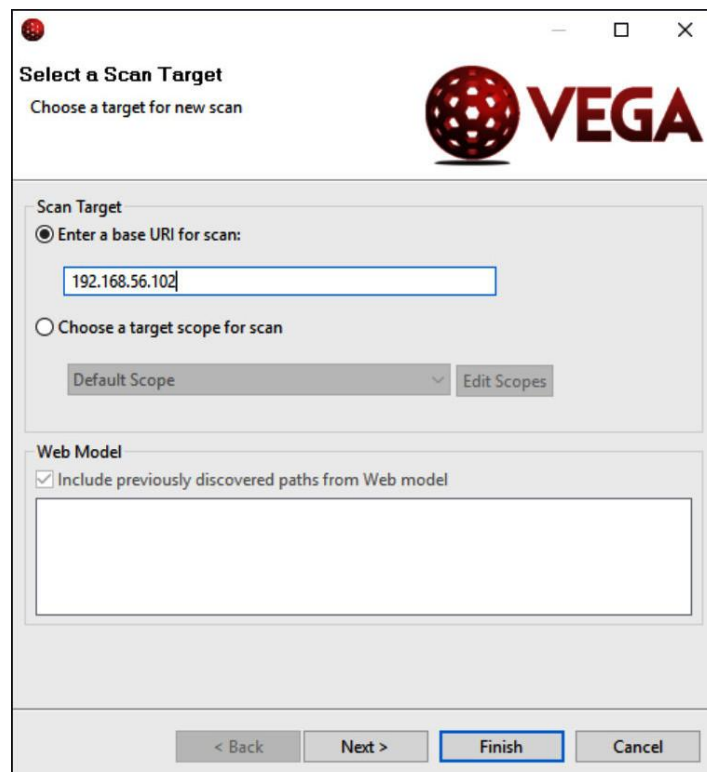 Select a Scan Target
Choose a target for new scan
VEGA
Scan Target
Enter a base URI for scan:
192.168.56.102
Choose a target scope for scan
Default Scope
Edit Scopes
Web Model
Include previously discovered paths from Web model
< Back
Next >
Finish
Cancel